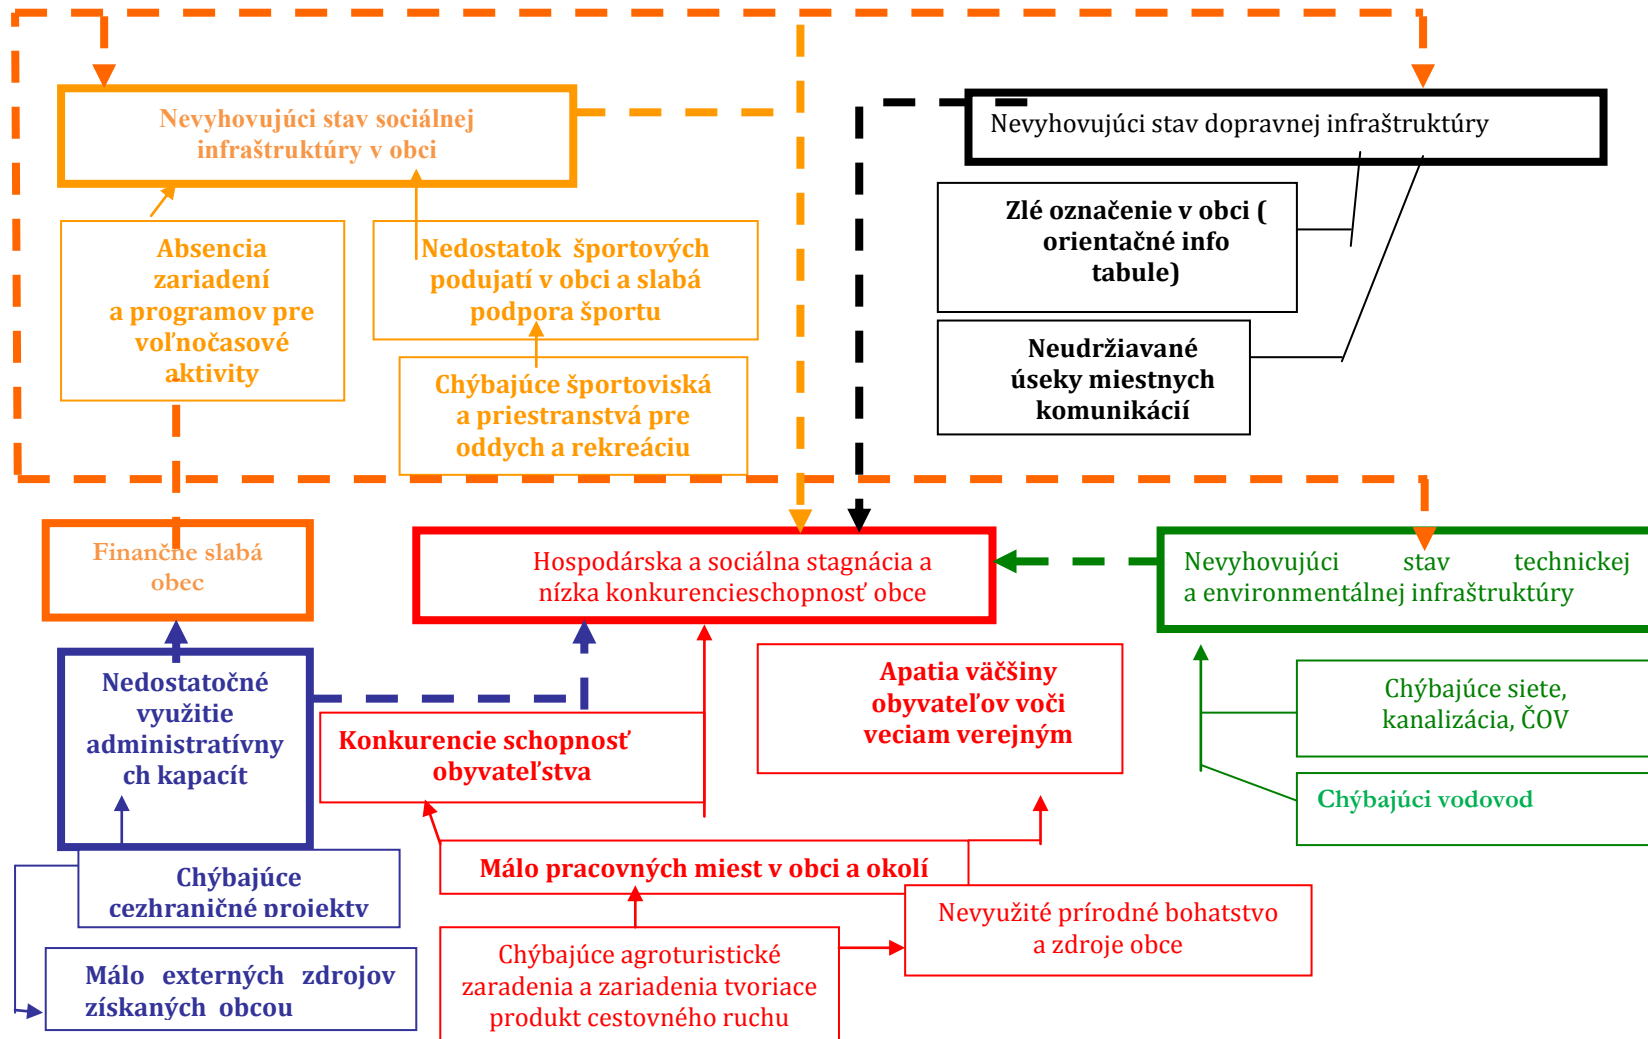 Nevyhovujúci stav sociálnej
infraštruktúry v obci
Nevyhovujúci stav dopravnej infraštruktúry
Absencia
zariadení
a programov pre
voľnočasové
aktivity
Nedostatok športových
podujatí v obci a slabá
podpora športu
Chýbajúce športoviská
a priestranstvá pre
oddych a rekreáciu
Zlé označenie v obci (
orientačné info
tabule)
Neudržiavané
úseky miestnych
komunikácií
Finančne slabá
obec
Hospodárska a sociálna stagnácia a
nízka konkurencieschopnosť obce
Nevyhovujúci stav technickej
a environmentálnej infraštruktúry
Nedostatočné
využitie
administratívny
ch kapacít
Konkurencie schopnosť
obyvateľstva
Apatia väčšiny
obyvateľov voči
veciam verejným
Chýbajúce siete,
kanalizácia, ČOV
Chýbajúci vodovod
Chýbajúce
cezhraničné projekty
Málo pracovných miest v obci a okolí
Nevyužité prírodné bohatstvo
a zdroje obce
Málo externých zdrojov
získaných obcou
Chýbajúce agroturistické
zaradenia a zariadenia tvoriace
produkt cestovného ruchu